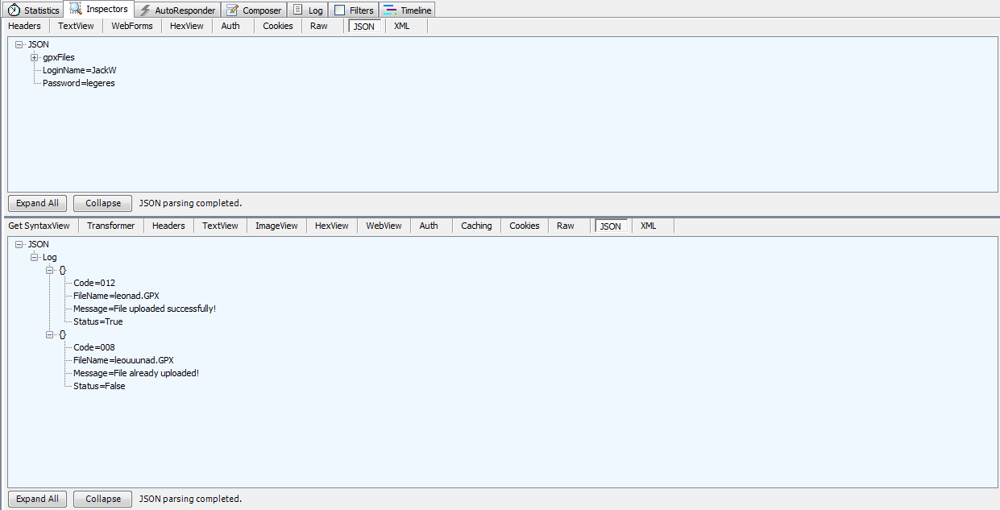 Statistics Inspectors AutoResponder Composer Log Filters Timeline
Headers TextView WebForms HexView Auth Cookies Raw JSON XML
JSON
gpxFiles
LoginName=JackW
Password=legeres
Expand All Collapse JSON parsing completed.
Get SyntaxView Transformer Headers TextView ImageView HexView WebView Auth Caching Cookies Raw JSON XML
JSON
Log
{}
Code=012
FileName=leonad.GPX
Message=File uploaded successfully!
Status=True
{}
Code=008
FileName=leouuunad.GPX
Message=File already uploaded!
Status=False
Expand All Collapse JSON parsing completed.